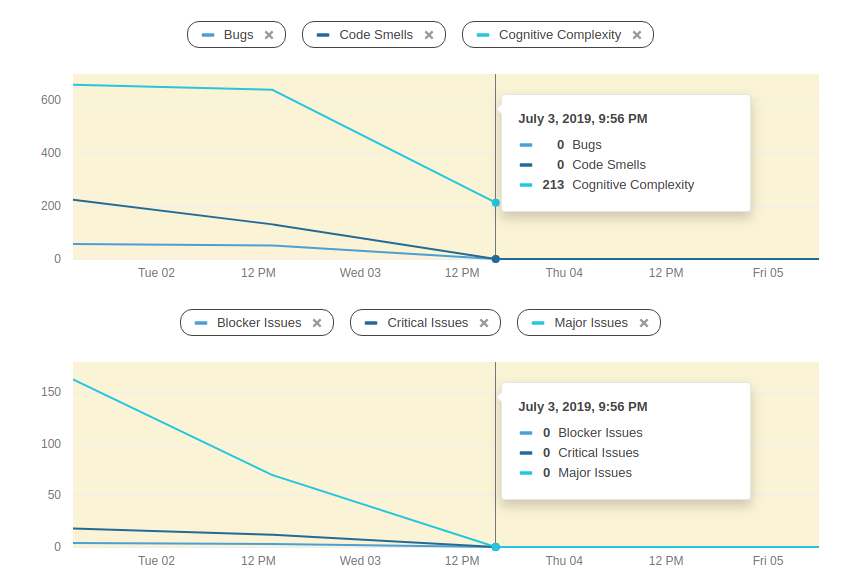 Bugs Code Smells Cognitive Complexity
600
400
200
0
July 3, 2019, 9:56 PM
0 Bugs
0 Code Smells
213 Cognitive Complexity
Tue 02 12 PM Wed 03 12 PM Thu 04 12 PM Fri 05
Blocker Issues Critical Issues Major Issues
150
100
50
0
July 3, 2019, 9:56 PM
0 Blocker Issues
0 Critical Issues
0 Major Issues
Tue 02 12 PM Wed 03 12 PM Thu 04 12 PM Fri 05